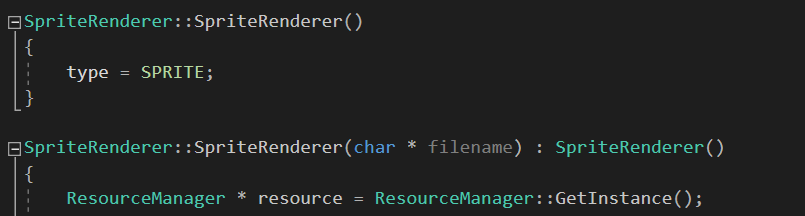 SpriteRenderer::SpriteRenderer()
{
type = SPRITE;
}
SpriteRenderer::SpriteRenderer(char * filename) : SpriteRenderer()
{
ResourceManager * resource = ResourceManager::GetInstance();